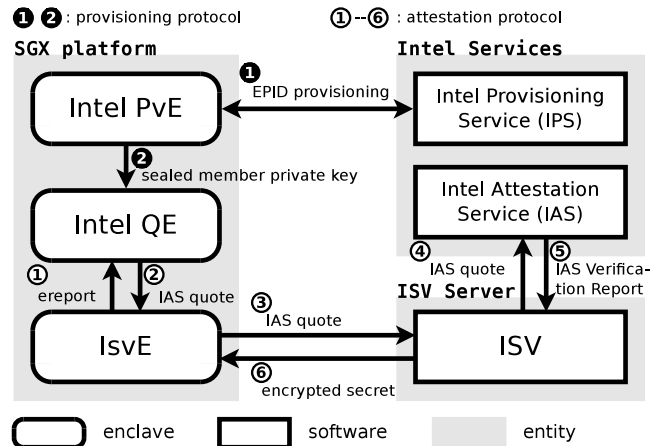 ❶ ❷ : provisioning protocol
①--⑥ : attestation protocol
SGX platform
Intel Services
Intel PvE
❶
EPID provisioning
Intel Provisioning
Service (IPS)
❷
sealed member private key
Intel QE
Intel Attestation
Service (IAS)
①
ereport
②
IAS quote
④
IAS quote
⑤
IAS Verifica-
tion Report
ISV Server
③
IAS quote
IsvE
ISV
⑥
encrypted secret
enclave
software
entity